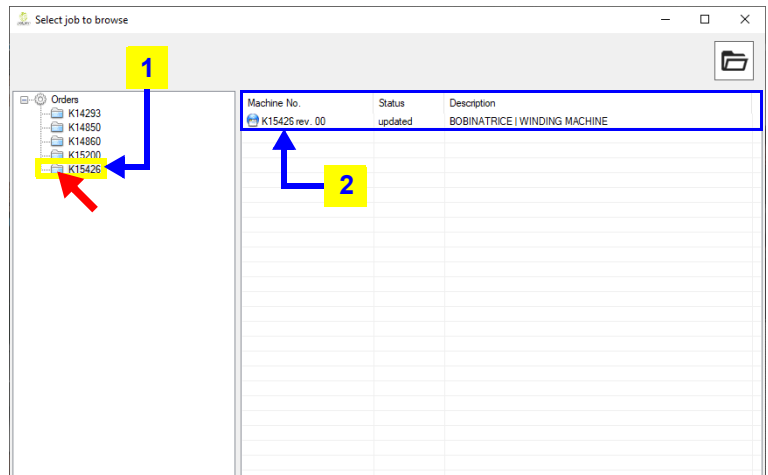 Select job to browse
1
Orders
K14293
K14850
K14860
K15200
K15426
Machine No. Status Description
K15426 rev. 00 updated BOBINATRICE | WINDING MACHINE
2